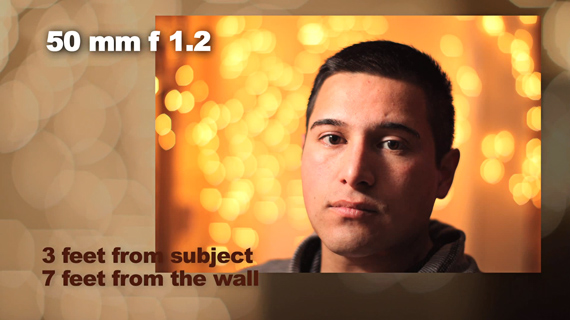 50 mm f 1.2
3 feet from subject
7 feet from the wall